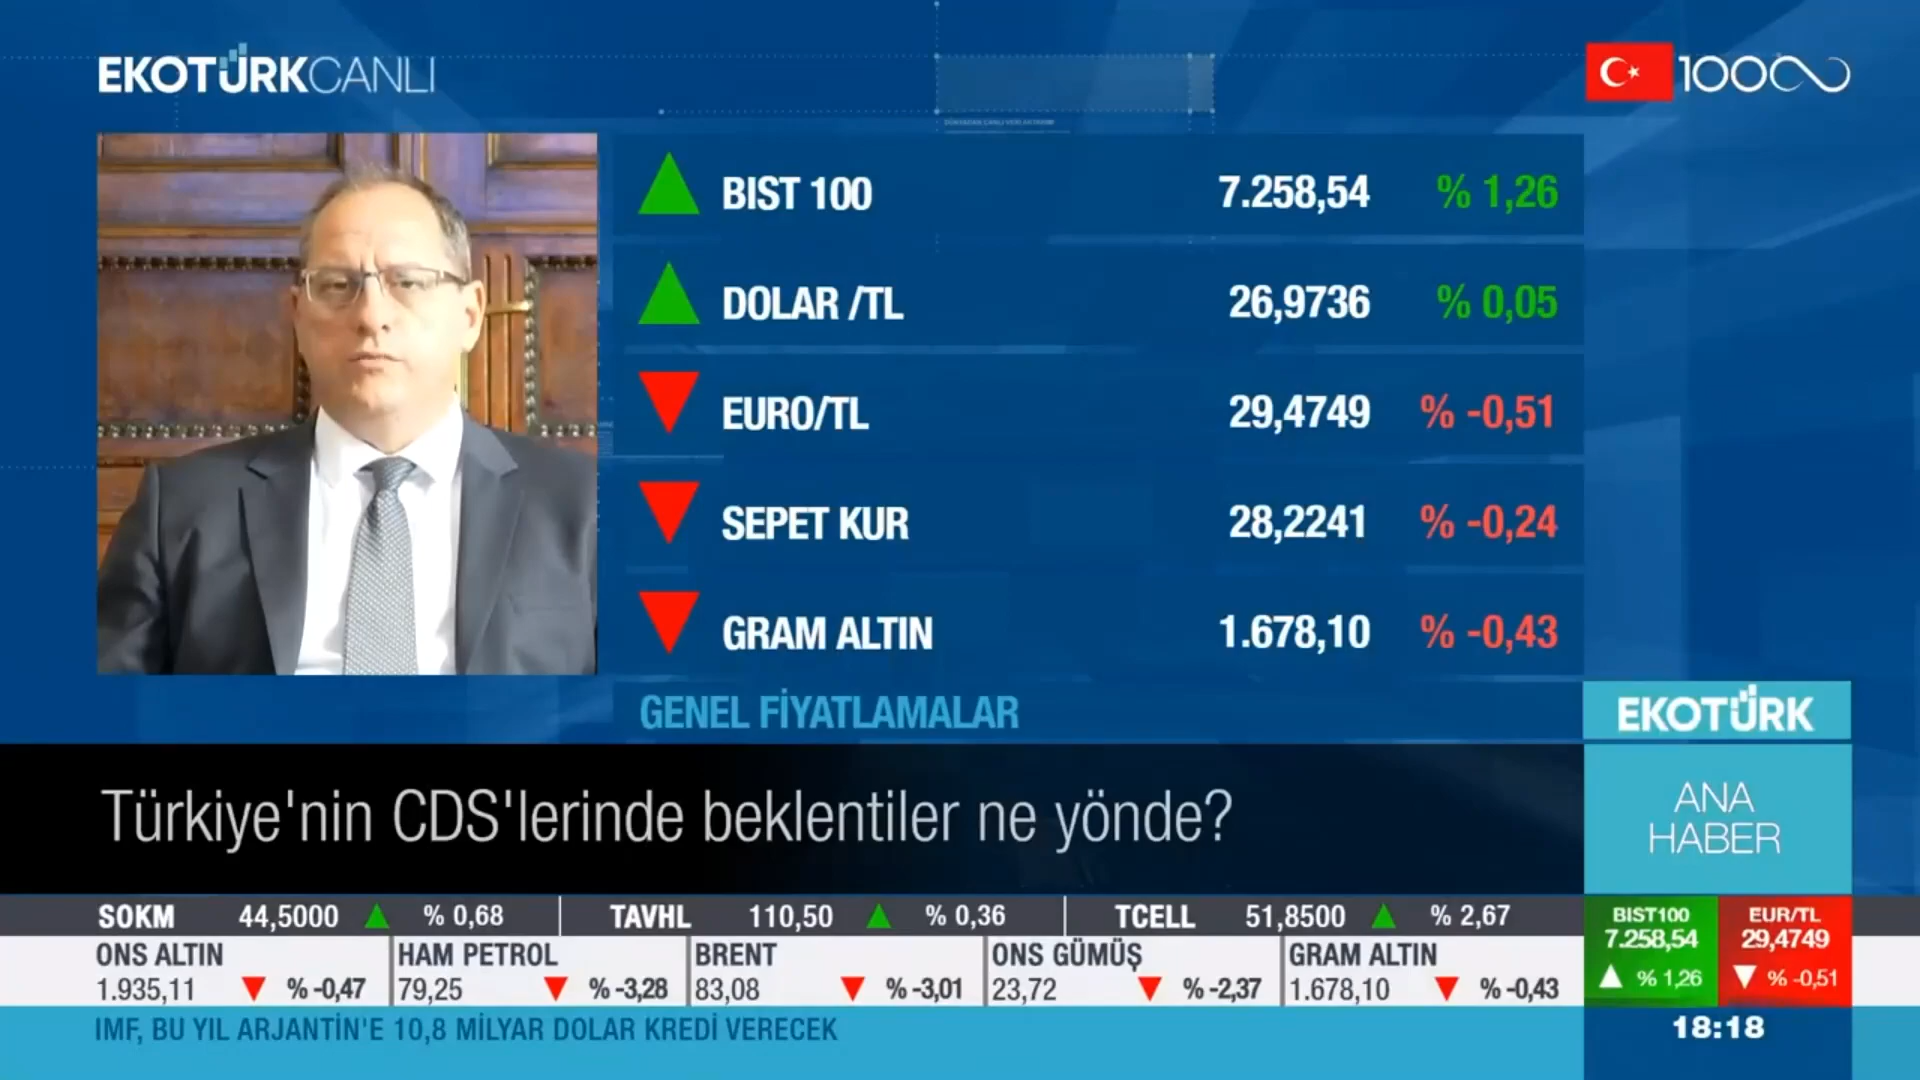 EKOTÜRKCANLI
100
BIST 100 7.258,54 % 1,26
DOLAR /TL 26,9736 % 0,05
EURO/TL 29,4749 % -0,51
SEPET KUR 28,2241 % -0,24
GRAM ALTIN 1.678,10 % -0,43
GENEL FİYATLAMALAR
EKOTÜRK
Türkiye'nin CDS'lerinde beklentiler ne yönde?
ANA
HABER
SOKM 44,5000 % 0,68 TAVHL 110,50 % 0,36 TCELL 51,8500 % 2,67
ONS ALTIN HAM PETROL BRENT ONS GÜMÜŞ GRAM ALTIN
1.935,11 % -0,47 79,25 % -3,28 83,08 % -3,01 23,72 % -2,37 1.678,10 % -0,43
BIST100 EUR/TL
7.258,54 29,4749
% 1,26 % -0,51
IMF, BU YIL ARJANTİN'E 10,8 MİLYAR DOLAR KREDİ VERECEK
18:18